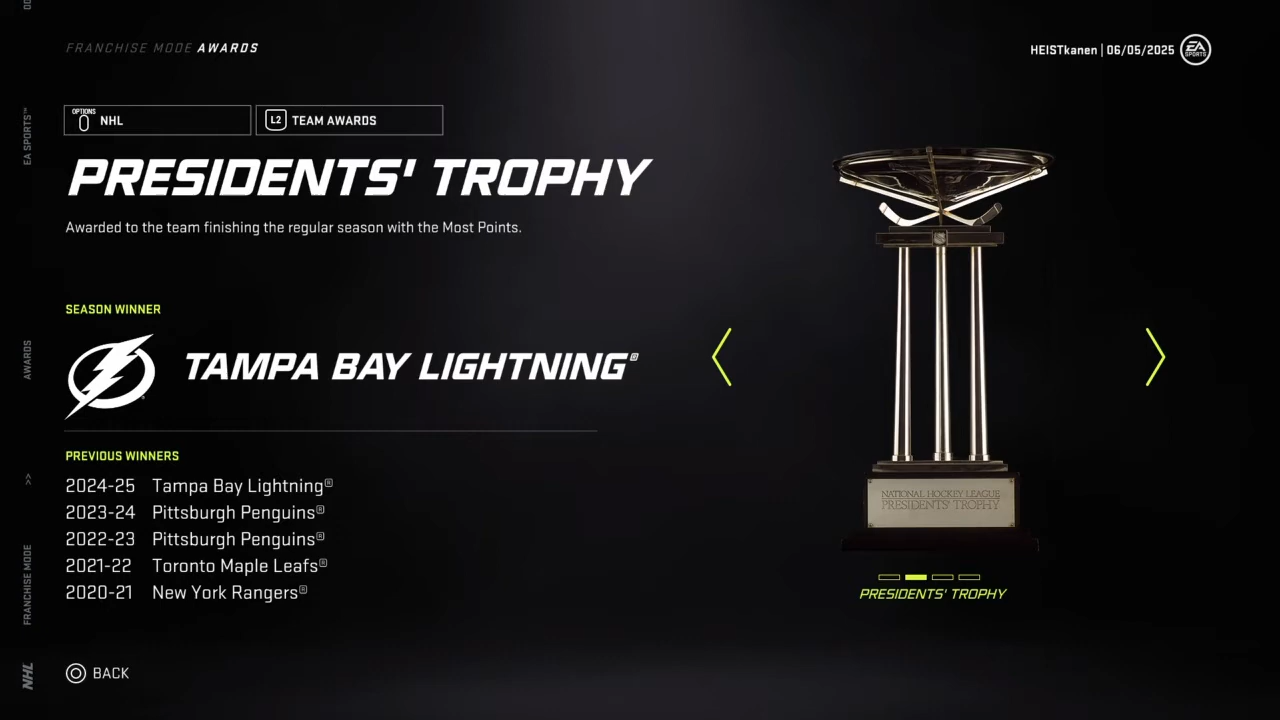 FRANCHISE MODE AWARDS
HEISTkanen | 06/05/2025
EA SPORTS
OPTIONS
NHL
L2 TEAM AWARDS
PRESIDENTS' TROPHY
Awarded to the team finishing the regular season with the Most Points.
SEASON WINNER
TAMPA BAY LIGHTNING®
PREVIOUS WINNERS
2024-25 Tampa Bay Lightning®
2023-24 Pittsburgh Penguins®
2022-23 Pittsburgh Penguins®
2021-22 Toronto Maple Leafs®
2020-21 New York Rangers®
BACK
NATIONAL HOCKEY LEAGUE
PRESIDENTS' TROPHY
PRESIDENTS' TROPHY
EA SPORTS™
AWARDS
>>
FRANCHISE MODE
NHL